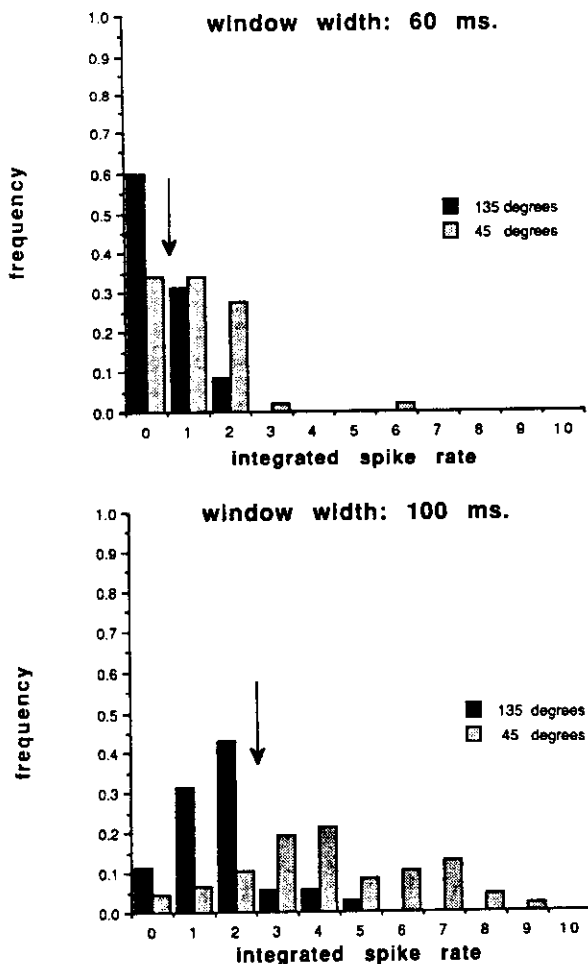 window width: 60 ms.
1.0
0.9
0.8
0.7
0.6
0.5
0.4
0.3
0.2
0.1
0.0
frequency
135 degrees
45 degrees
0 1 2 3 4 5 6 7 8 9 10
integrated spike rate
window width: 100 ms.
1.0
0.9
0.8
0.7
0.6
0.5
0.4
0.3
0.2
0.1
0.0
frequency
135 degrees
45 degrees
0 1 2 3 4 5 6 7 8 9 10
integrated spike rate